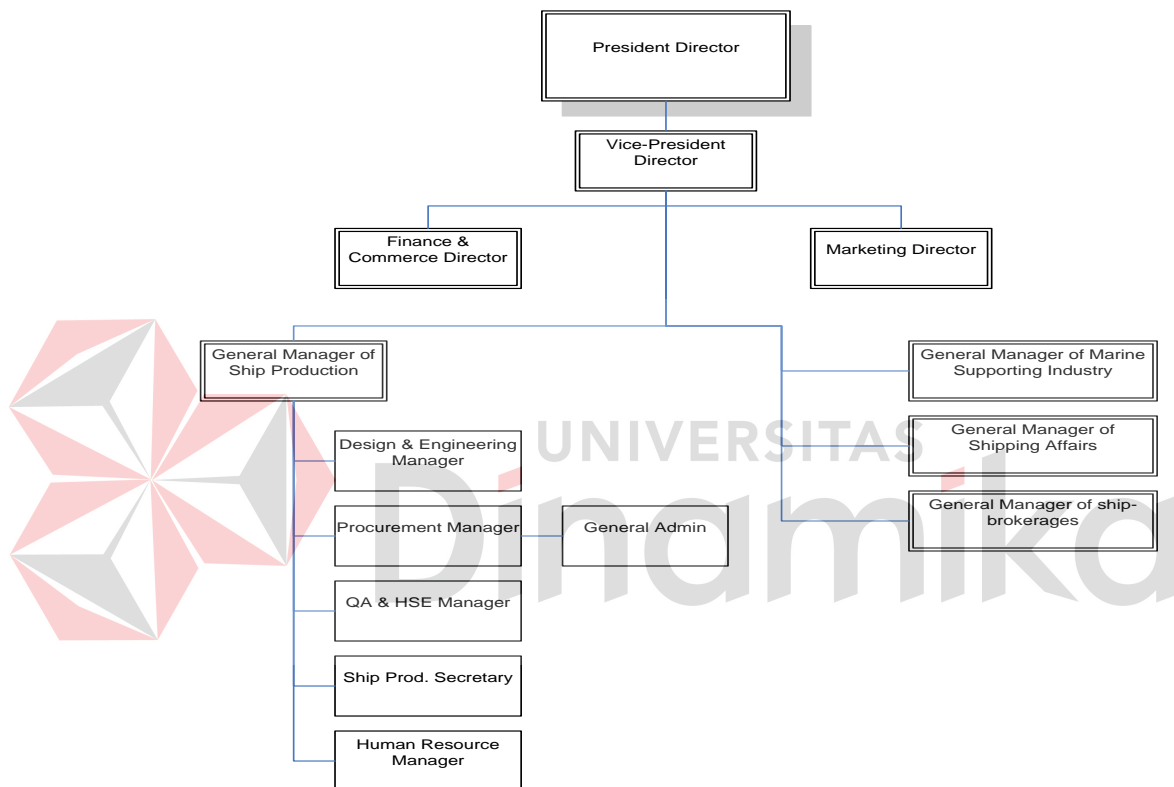 President Director
Vice-President
Director
Finance &
Commerce Director
Marketing Director
General Manager of
Ship Production
General Manager of Marine
Supporting Industry
Design & Engineering
Manager
General Manager of
Shipping Affairs
UNIVERSITAS
Dinamika
Procurement Manager
General Admin
General Manager of ship-
brokerages
QA & HSE Manager
Ship Prod. Secretary
Human Resource
Manager